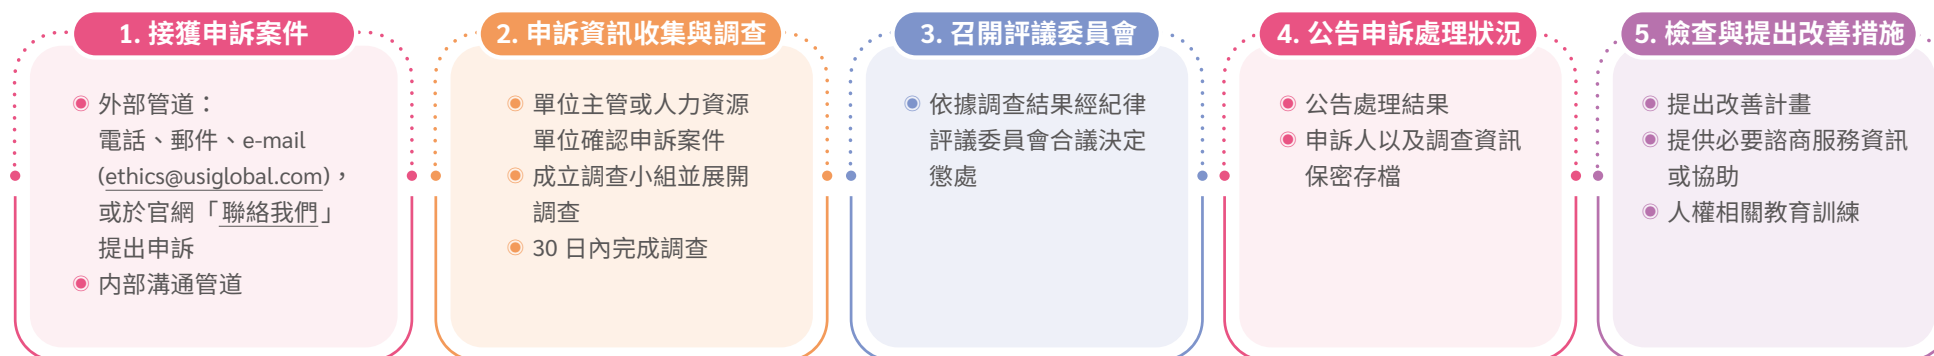 1. 接獲申訴案件
◉ 外部管道：
電話、郵件、e-mail
(ethics@usiglobal.com)，
或於官網「聯絡我們」
提出申訴
◉ 內部溝通管道
2. 申訴資訊收集與調查
◉ 單位主管或人力資源
單位確認申訴案件
◉ 成立調查小組並展開
調查
◉ 30 日內完成調查
3. 召開評議委員會
◉ 依據調查結果經紀律
評議委員會合議決定
懲處
4. 公告申訴處理狀況
◉ 公告處理結果
◉ 申訴人以及調查資訊
保密存檔
5. 檢查與提出改善措施
◉ 提出改善計畫
◉ 提供必要諮商服務資訊
或協助
◉ 人權相關教育訓練